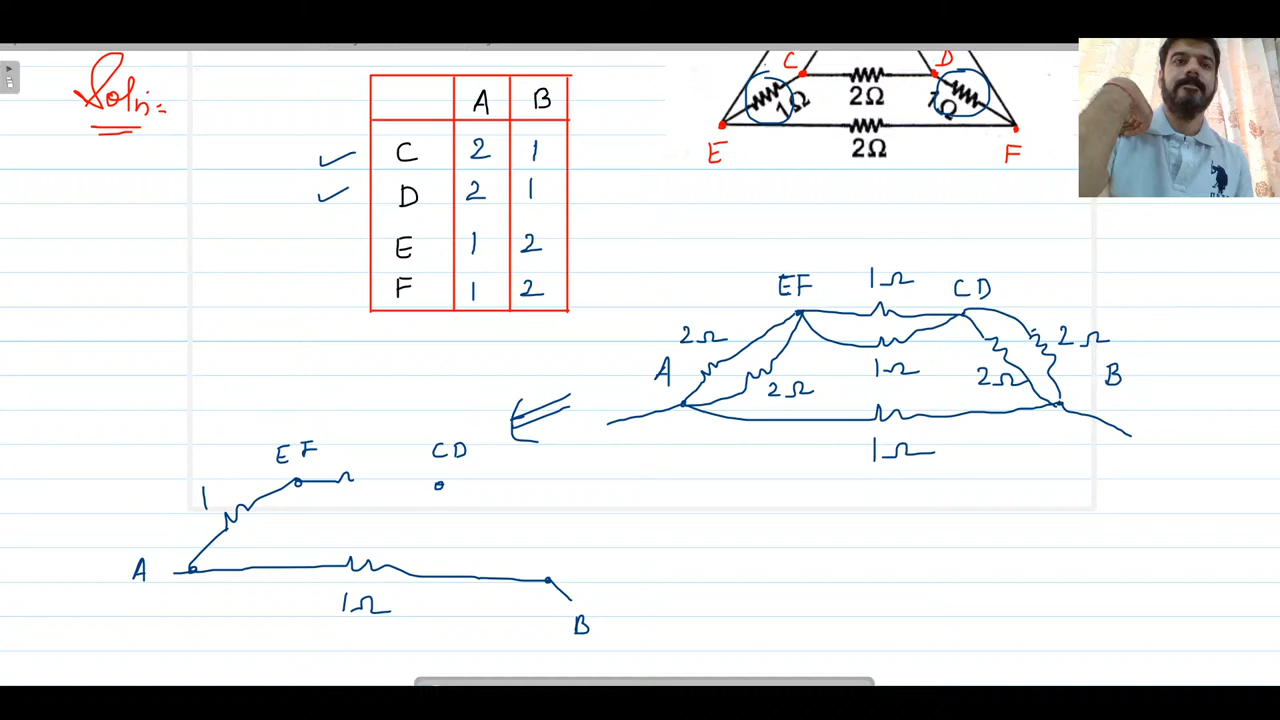 Soln:-
A B
C 2 1
D 2 1
E 1 2
F 1 2
C D
1Ω 2Ω 1Ω
E 2Ω F
EF 1Ω CD
2Ω 2Ω
A 2Ω 1Ω 2Ω B
1Ω
EF CD
1
A
1Ω
B